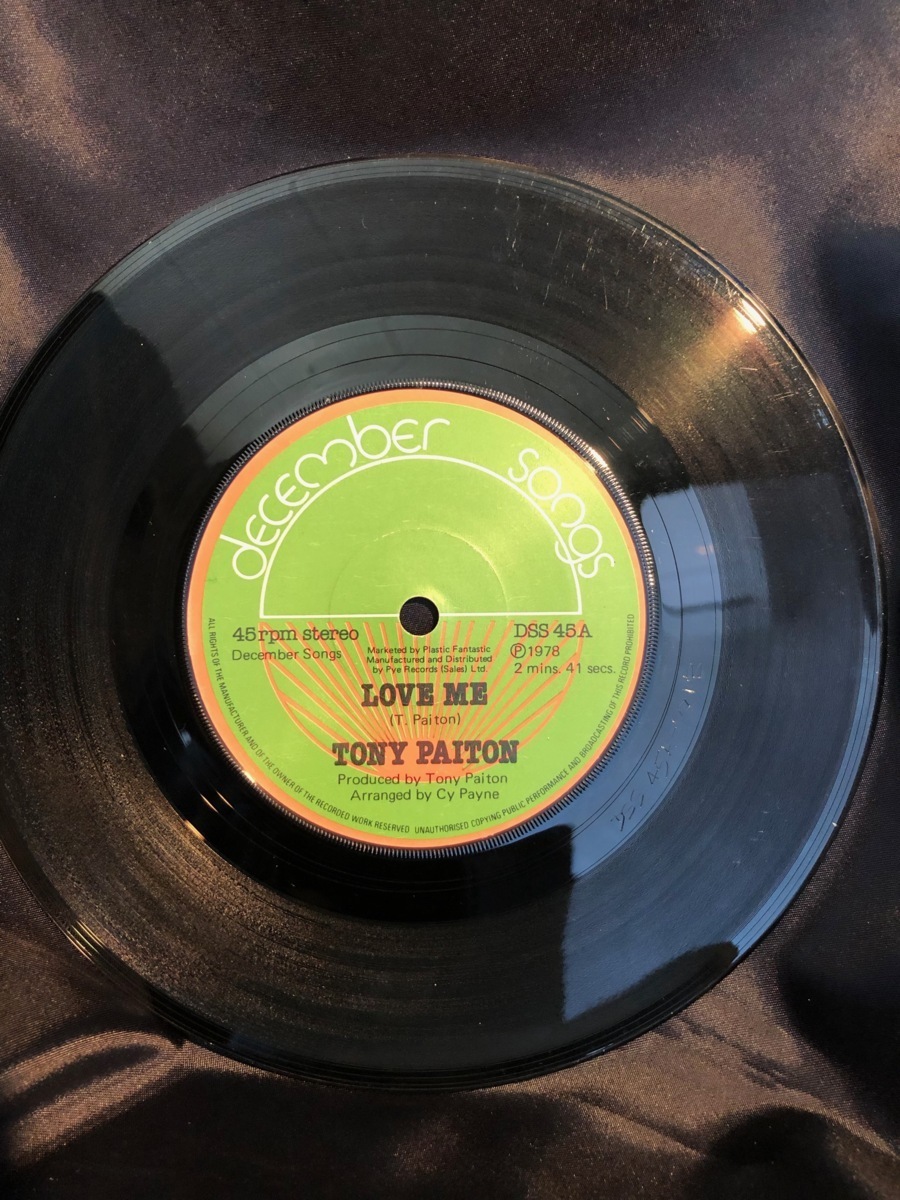 december songs
45 rpm stereo
December Songs
Marketed by Plastic Fantastic
Manufactured and Distributed
by Pye Records (Sales) Ltd.
DSS 45A
Ⓟ1978
2 mins. 41 secs.
LOVE ME
(T. Paiton)
TONY PAITON
Produced by Tony Paiton
Arranged by Cy Payne
ALL RIGHTS OF THE MANUFACTURER AND OF THE OWNER OF THE RECORDED WORK RESERVED UNAUTHORISED COPYING PUBLIC PERFORMANCE AND BROADCASTING OF THIS RECORD PROHIBITED